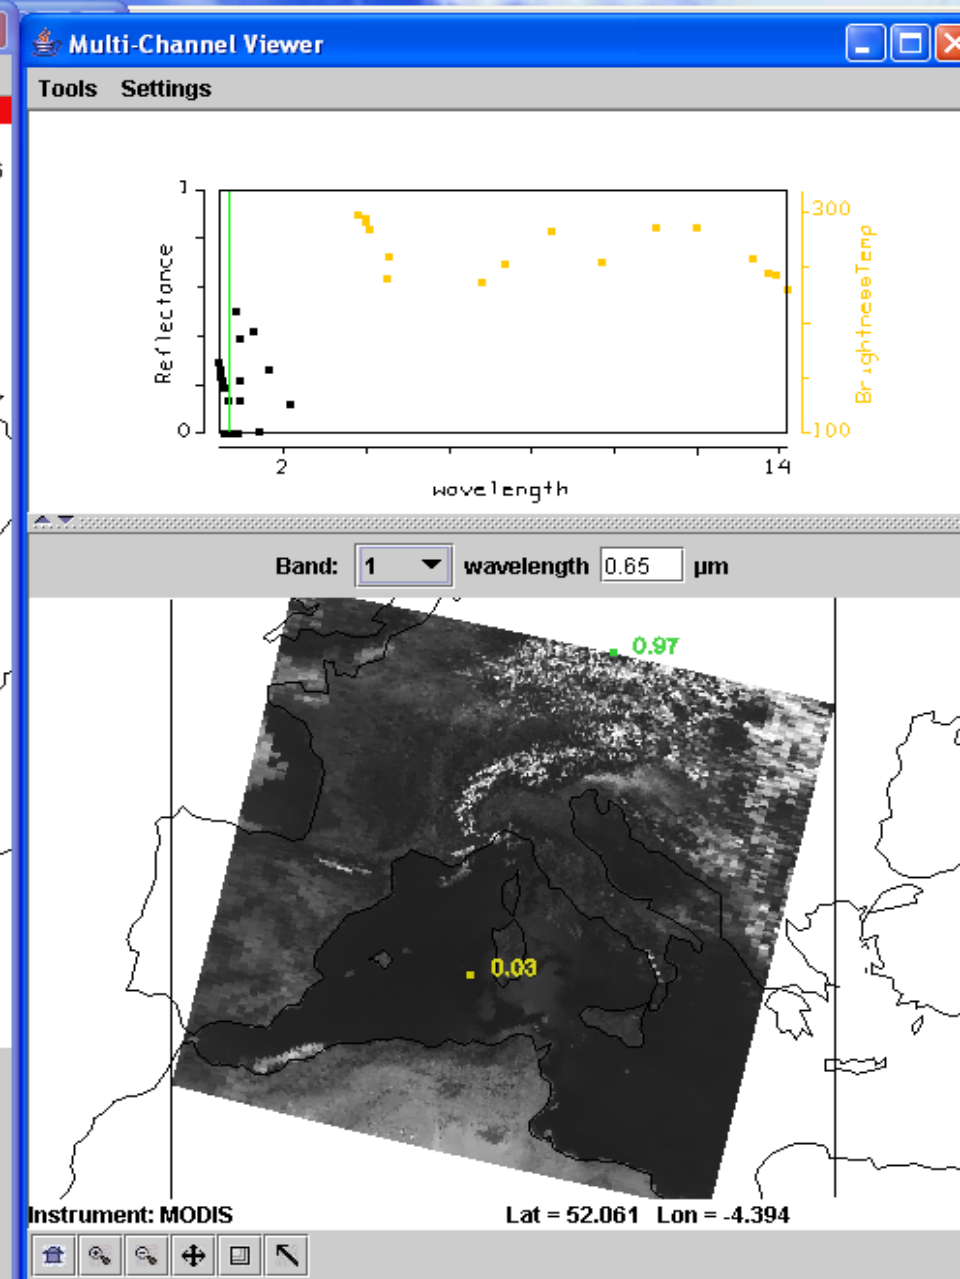 Multi-Channel Viewer
Tools Settings
1
Reflectance
0
300
BrightnessTemp
100
2
14
wavelength
Band: 1 wavelength 0.65 µm
0.97
0.03
Instrument: MODIS Lat = 52.061 Lon = -4.394